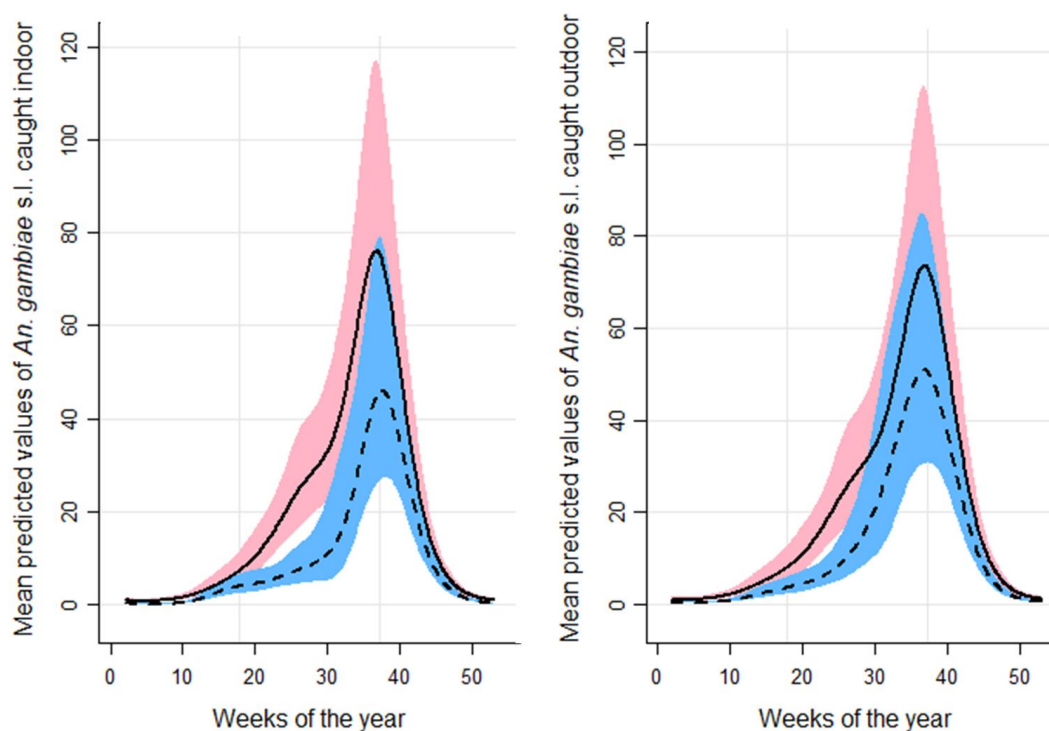 Mean predicted values of An. gambiae s.l. caught indoor
120
100
80
60
40
20
0
0 10 20 30 40 50
Weeks of the year
Mean predicted values of An. gambiae s.l. caught outdoor
120
100
80
60
40
20
0
0 10 20 30 40 50
Weeks of the year